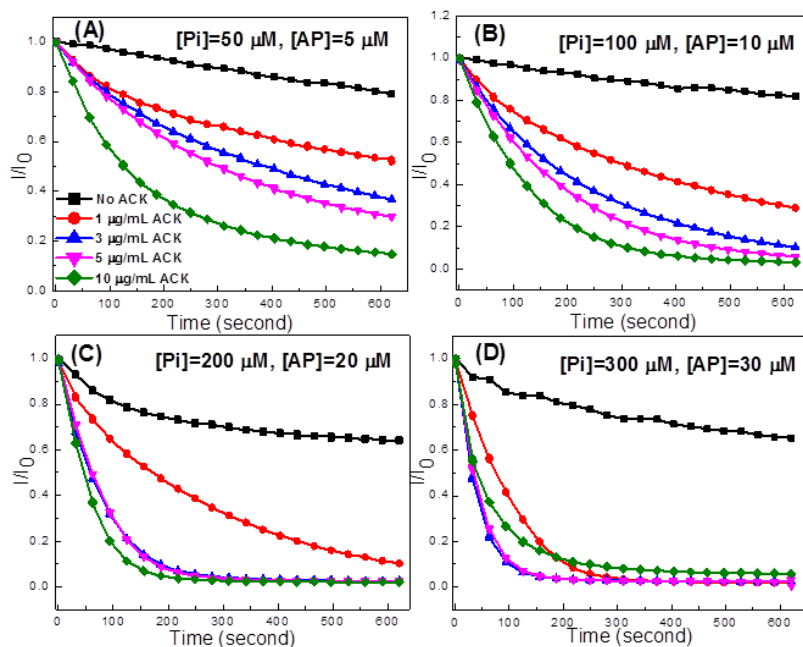 (A)
[Pi]=50 µM, [AP]=5 µM
1.0
0.8
0.6
0.4
0.2
0.0
I/I0
No ACK
1 µg/mL ACK
3 µg/mL ACK
5 µg/mL ACK
10 µg/mL ACK
0 100 200 300 400 500 600
Time (second)
(B)
[Pi]=100 µM, [AP]=10 µM
1.2
1.0
0.8
0.6
0.4
0.2
0.0
I/I0
0 100 200 300 400 500 600
Time (second)
(C)
[Pi]=200 µM, [AP]=20 µM
1.0
0.8
0.6
0.4
0.2
0.0
I/I0
0 100 200 300 400 500 600
Time (second)
(D)
[Pi]=300 µM, [AP]=30 µM
1.0
0.8
0.6
0.4
0.2
0.0
I/I0
0 100 200 300 400 500 600
Time (second)